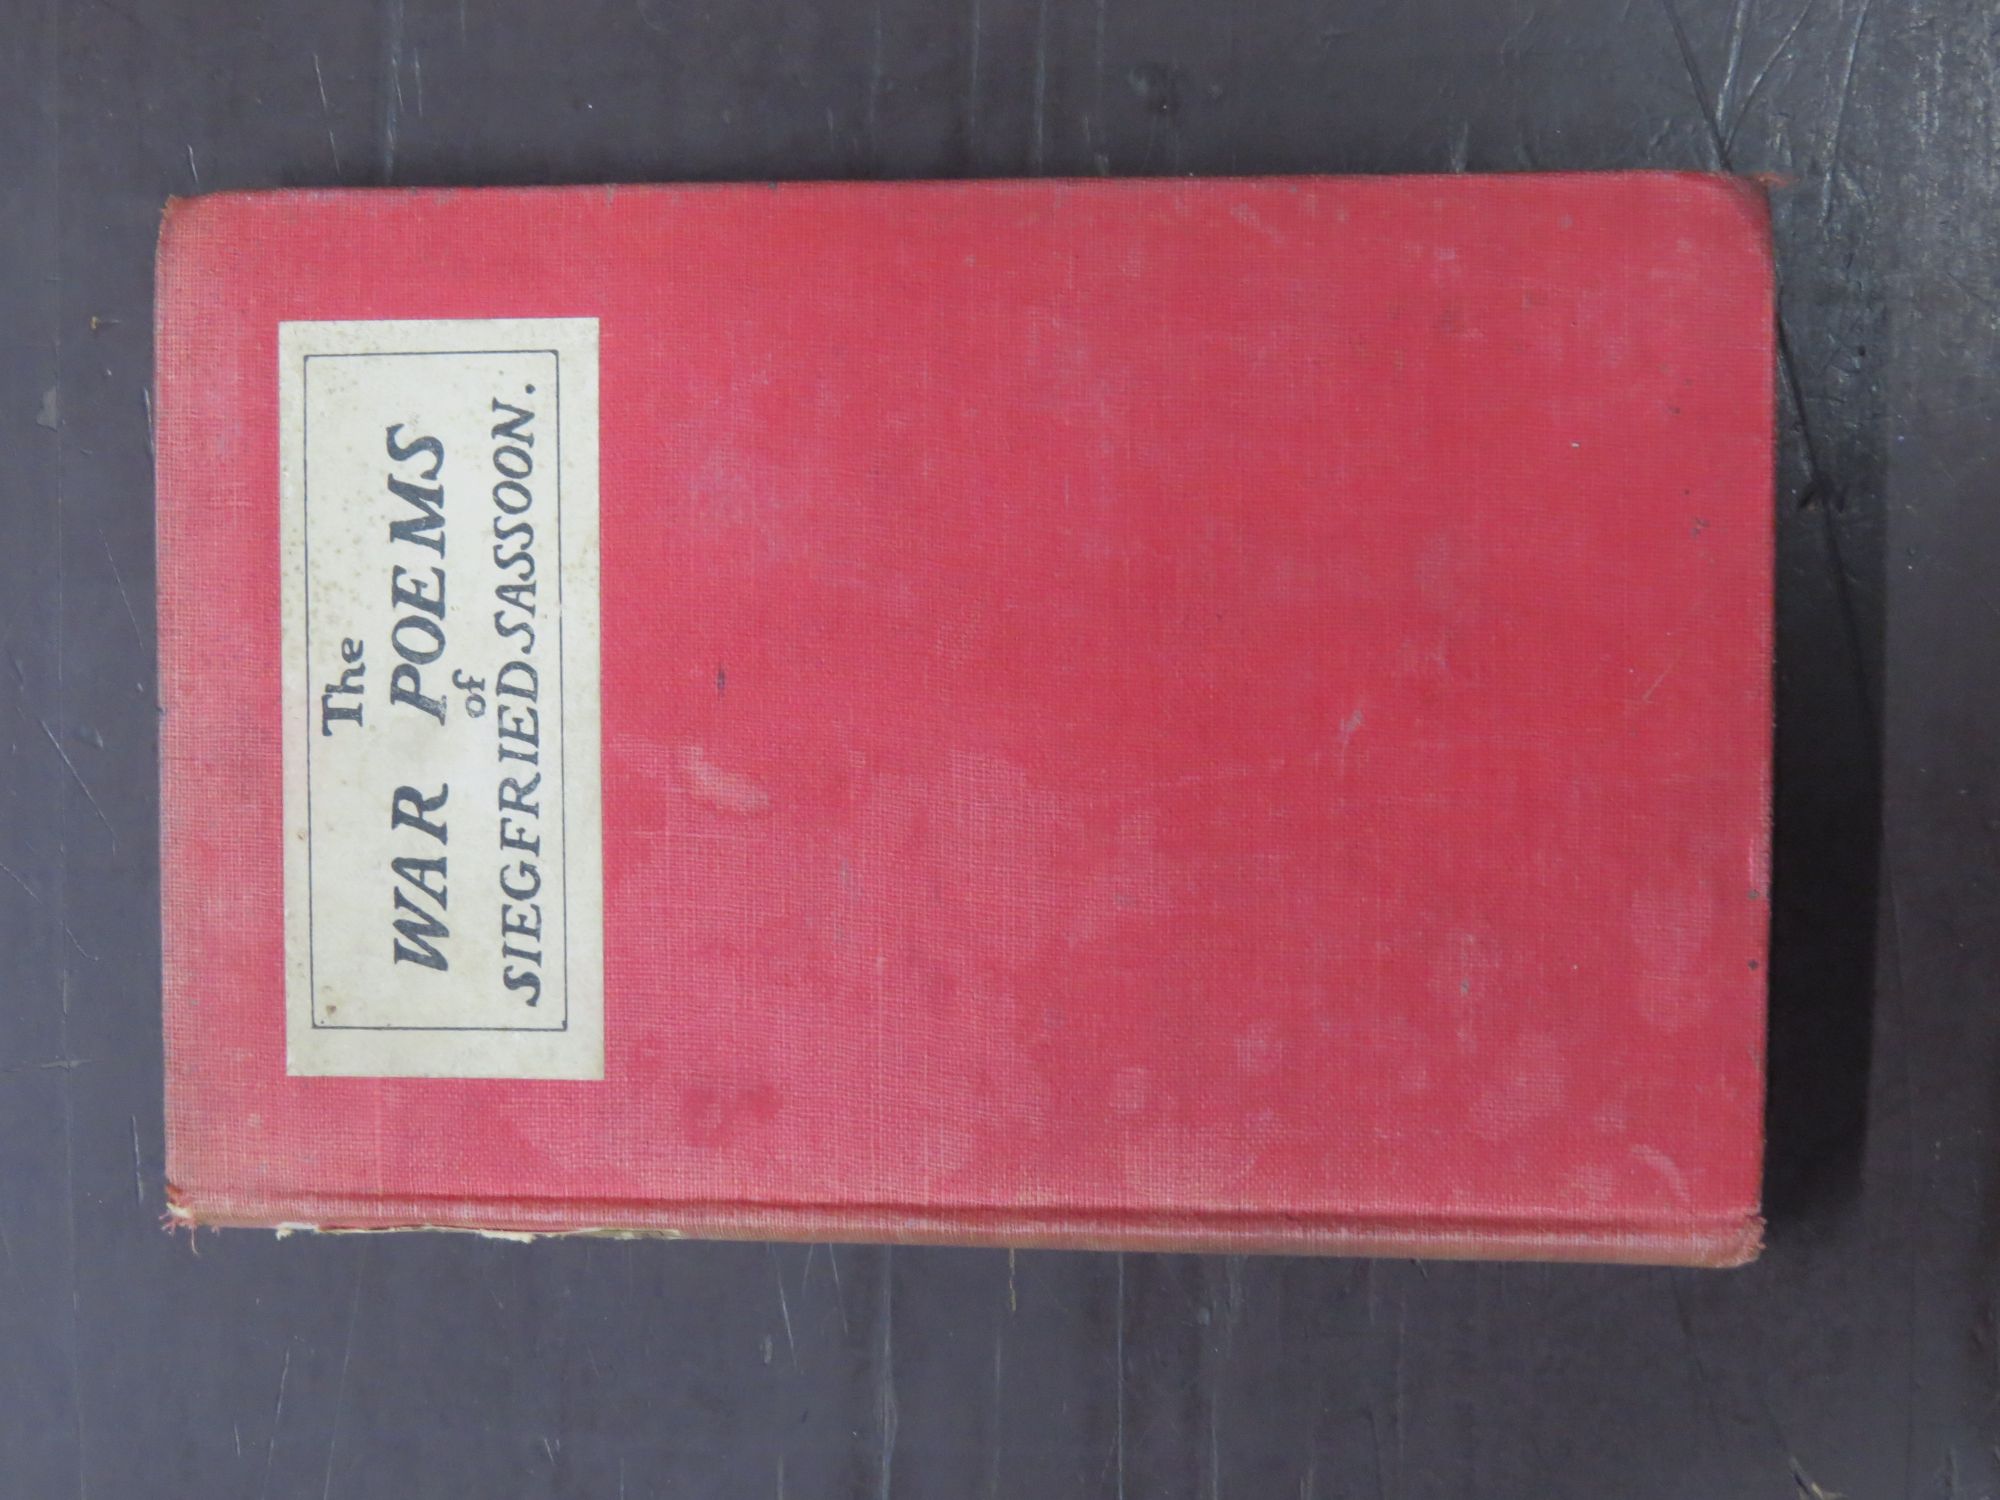 The
WAR POEMS
of
SIEGFRIED SASSOON.